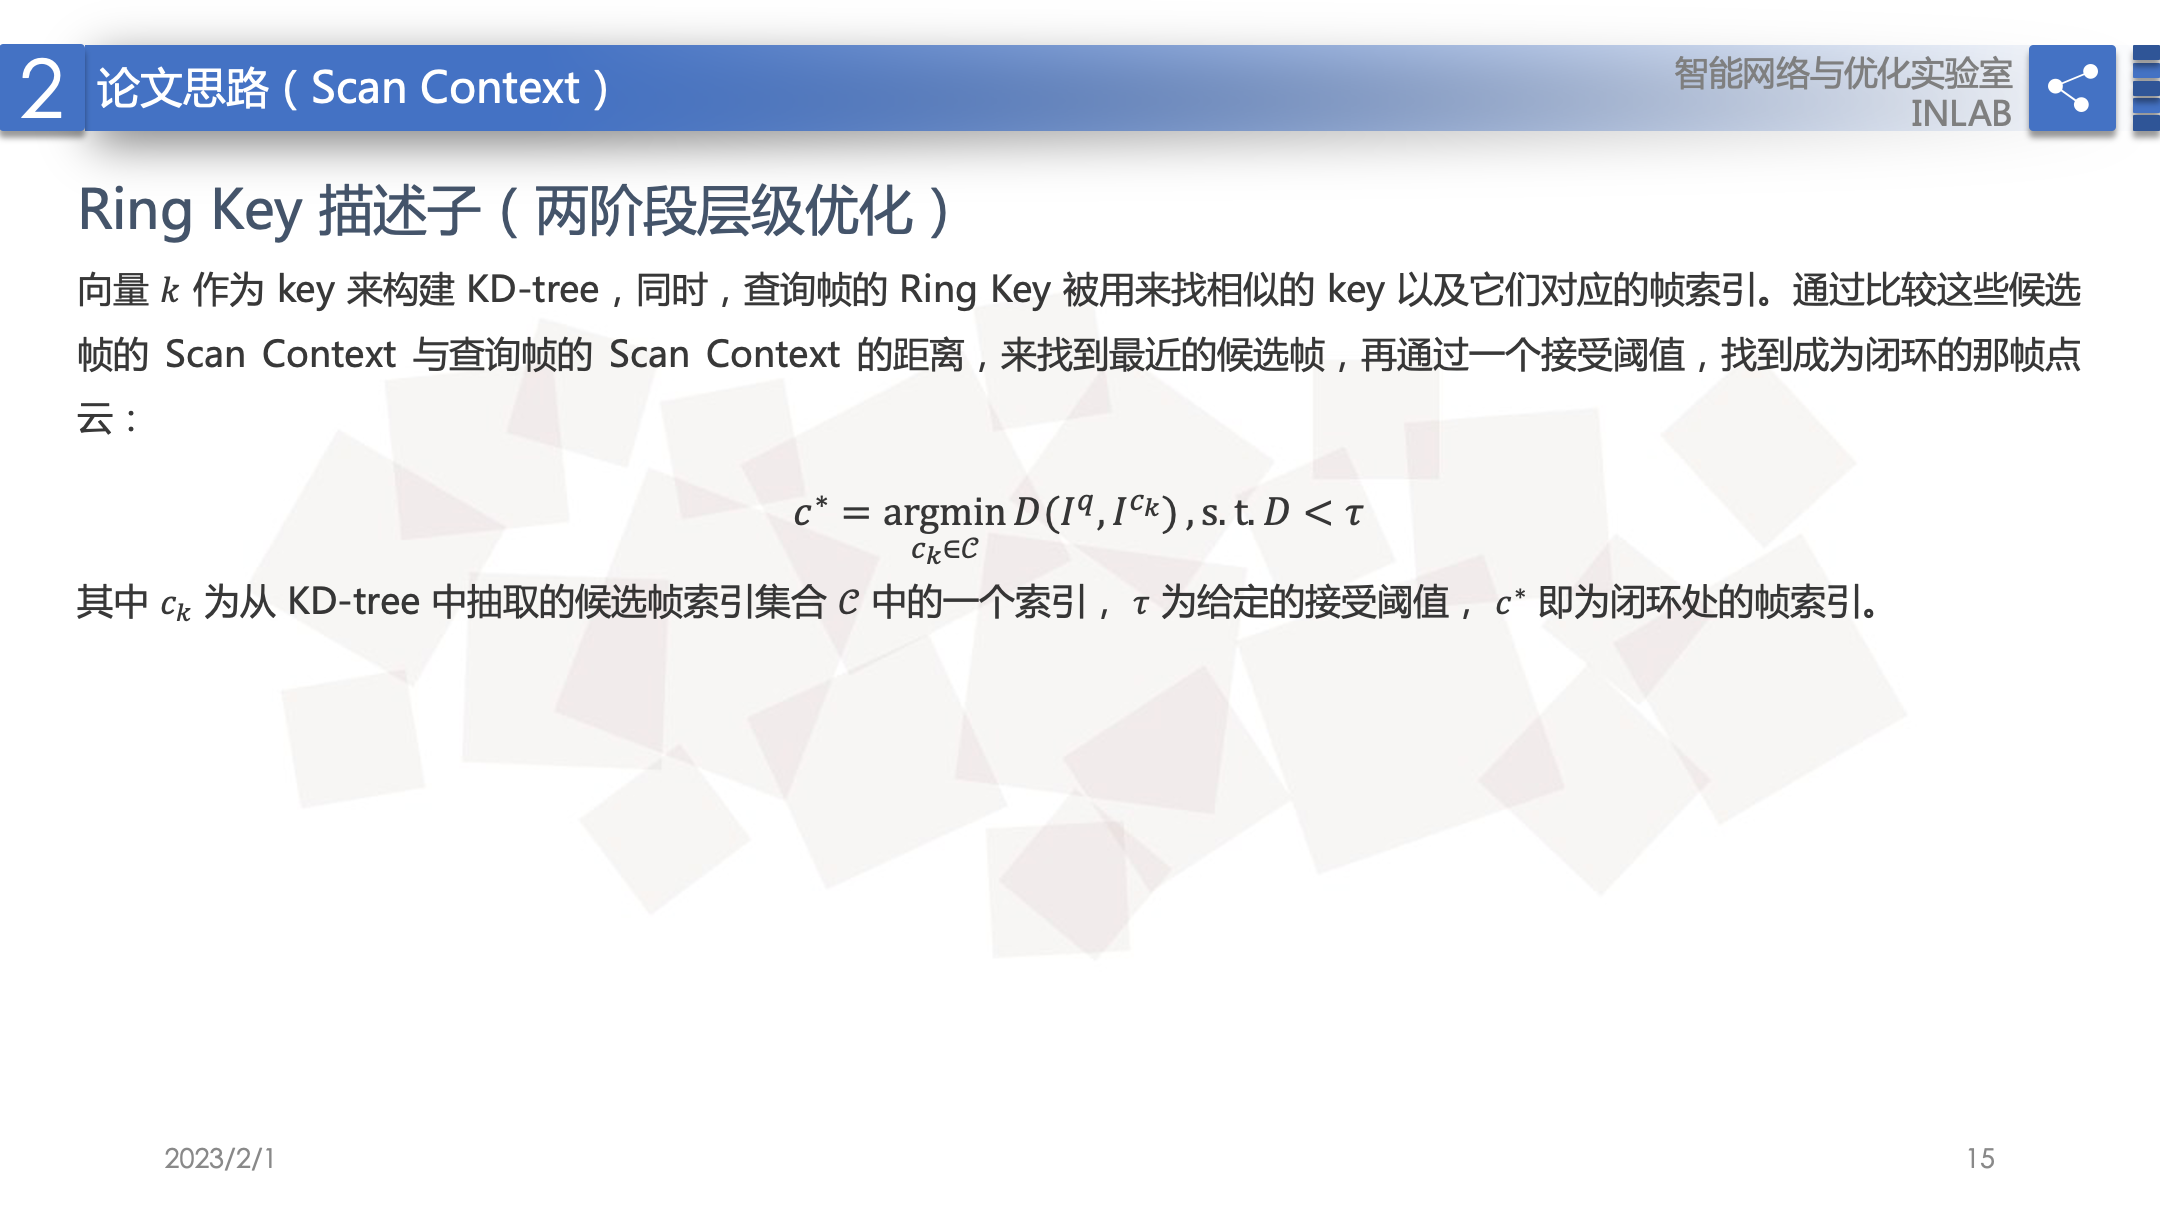 2 论文思路（Scan Context）
智能网络与优化实验室
INLAB
Ring Key 描述子（两阶段层级优化）
向量 k 作为 key 来构建 KD-tree，同时，查询帧的 Ring Key 被用来找相似的 key 以及它们对应的帧索引。通过比较这些候选
帧的 Scan Context 与查询帧的 Scan Context 的距离，来找到最近的候选帧，再通过一个接受阈值，找到成为闭环的那帧点
云：
c* = argmin D(I^q, I^{c_k}), s.t. D < τ
c_k∈𝒞
其中 c_k 为从 KD-tree 中抽取的候选帧索引集合 𝒞 中的一个索引， τ 为给定的接受阈值， c* 即为闭环处的帧索引。
2023/2/1
15